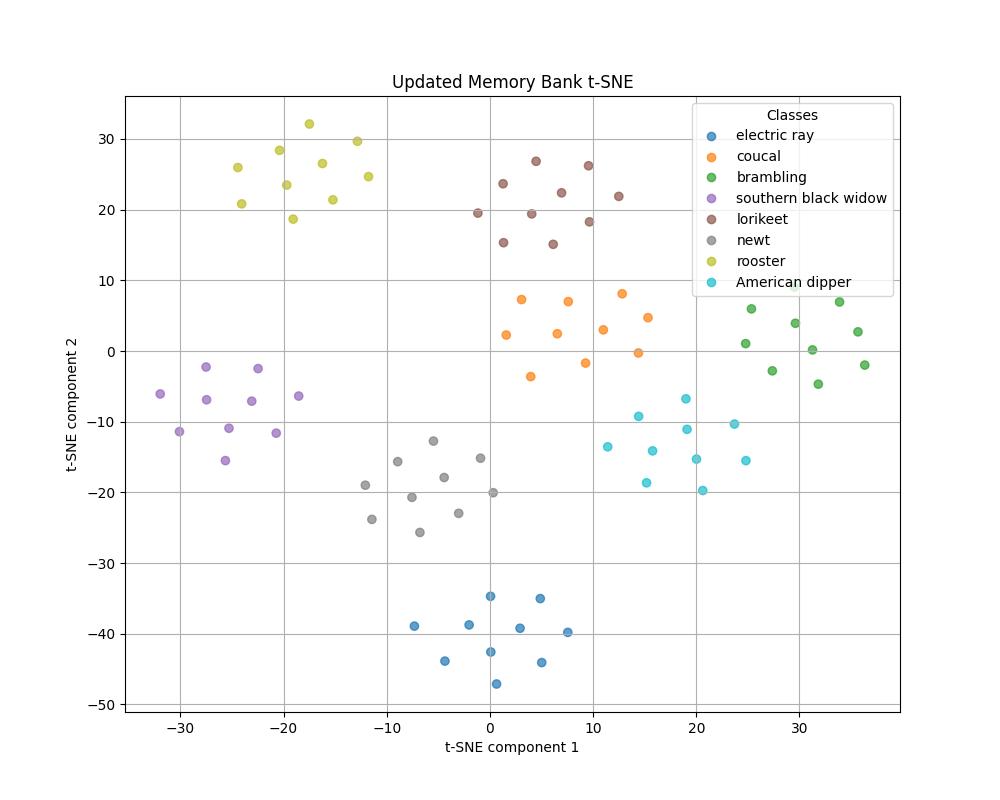 Updated Memory Bank t-SNE
Classes
electric ray
coucal
brambling
southern black widow
lorikeet
newt
rooster
American dipper
30
20
10
0
−10
−20
−30
−40
−50
t-SNE component 2
−30
−20
−10
0
10
20
30
t-SNE component 1